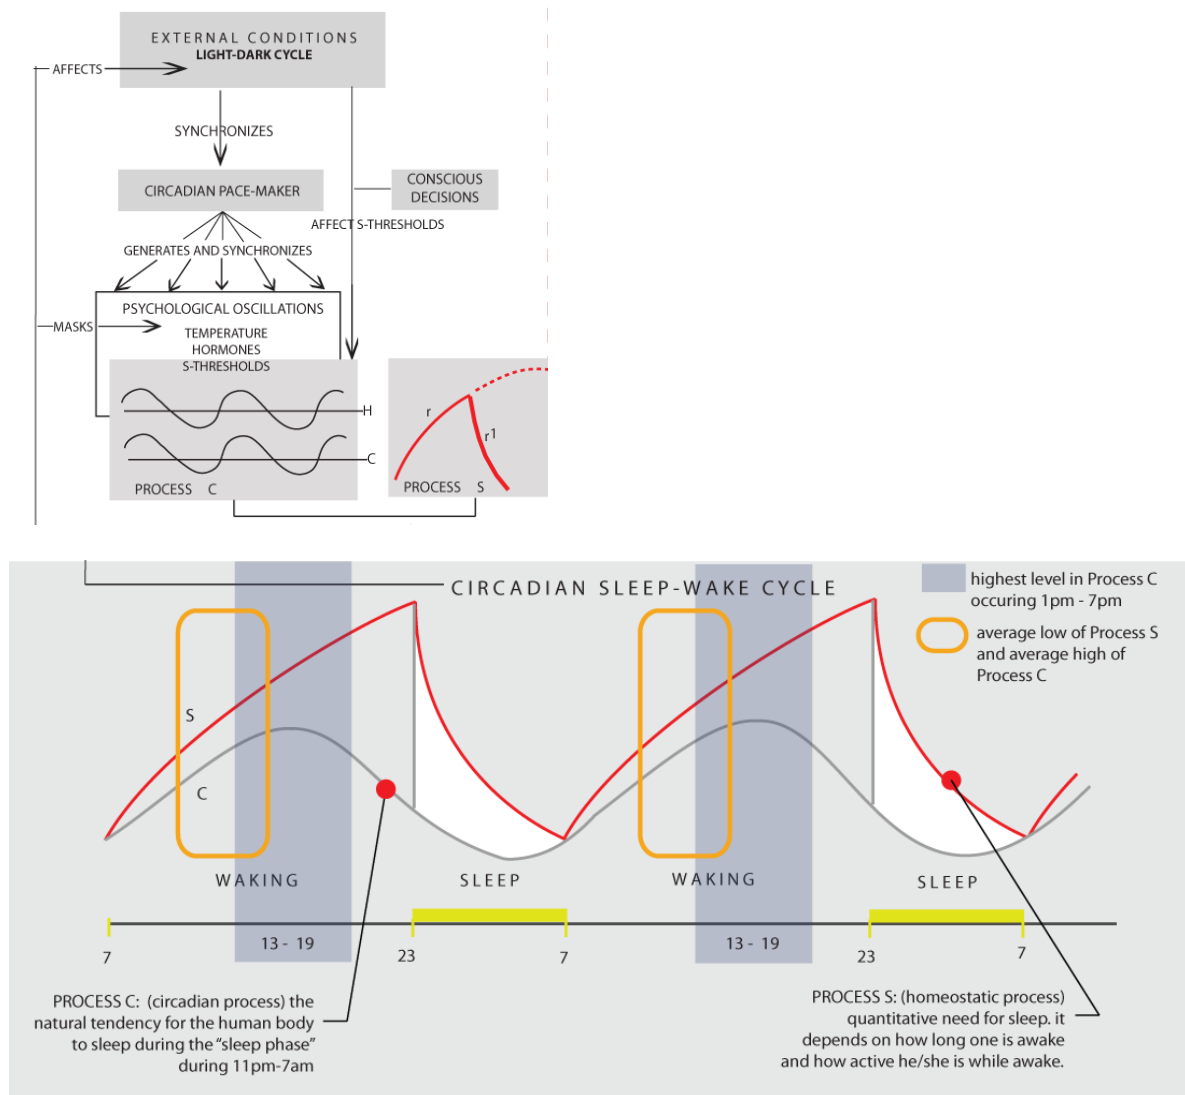 EXTERNAL CONDITIONS
LIGHT-DARK CYCLE
AFFECTS
SYNCHRONIZES
CIRCADIAN PACE-MAKER
CONSCIOUS
DECISIONS
AFFECT S-THRESHOLDS
GENERATES AND SYNCHRONIZES
PSYCHOLOGICAL OSCILLATIONS
MASKS
TEMPERATURE
HORMONES
S-THRESHOLDS
H
C
PROCESS C
r
r1
PROCESS S
CIRCADIAN SLEEP-WAKE CYCLE
highest level in Process C
occuring 1pm - 7pm
average low of Process S
and average high of
Process C
S
C
WAKING
SLEEP
WAKING
SLEEP
7
13 - 19
23
7
13 - 19
23
7
PROCESS C: (circadian process) the
natural tendency for the human body
to sleep during the "sleep phase"
during 11pm-7am
PROCESS S: (homeostatic process)
quantitative need for sleep. it
depends on how long one is awake
and how active he/she is while awake.